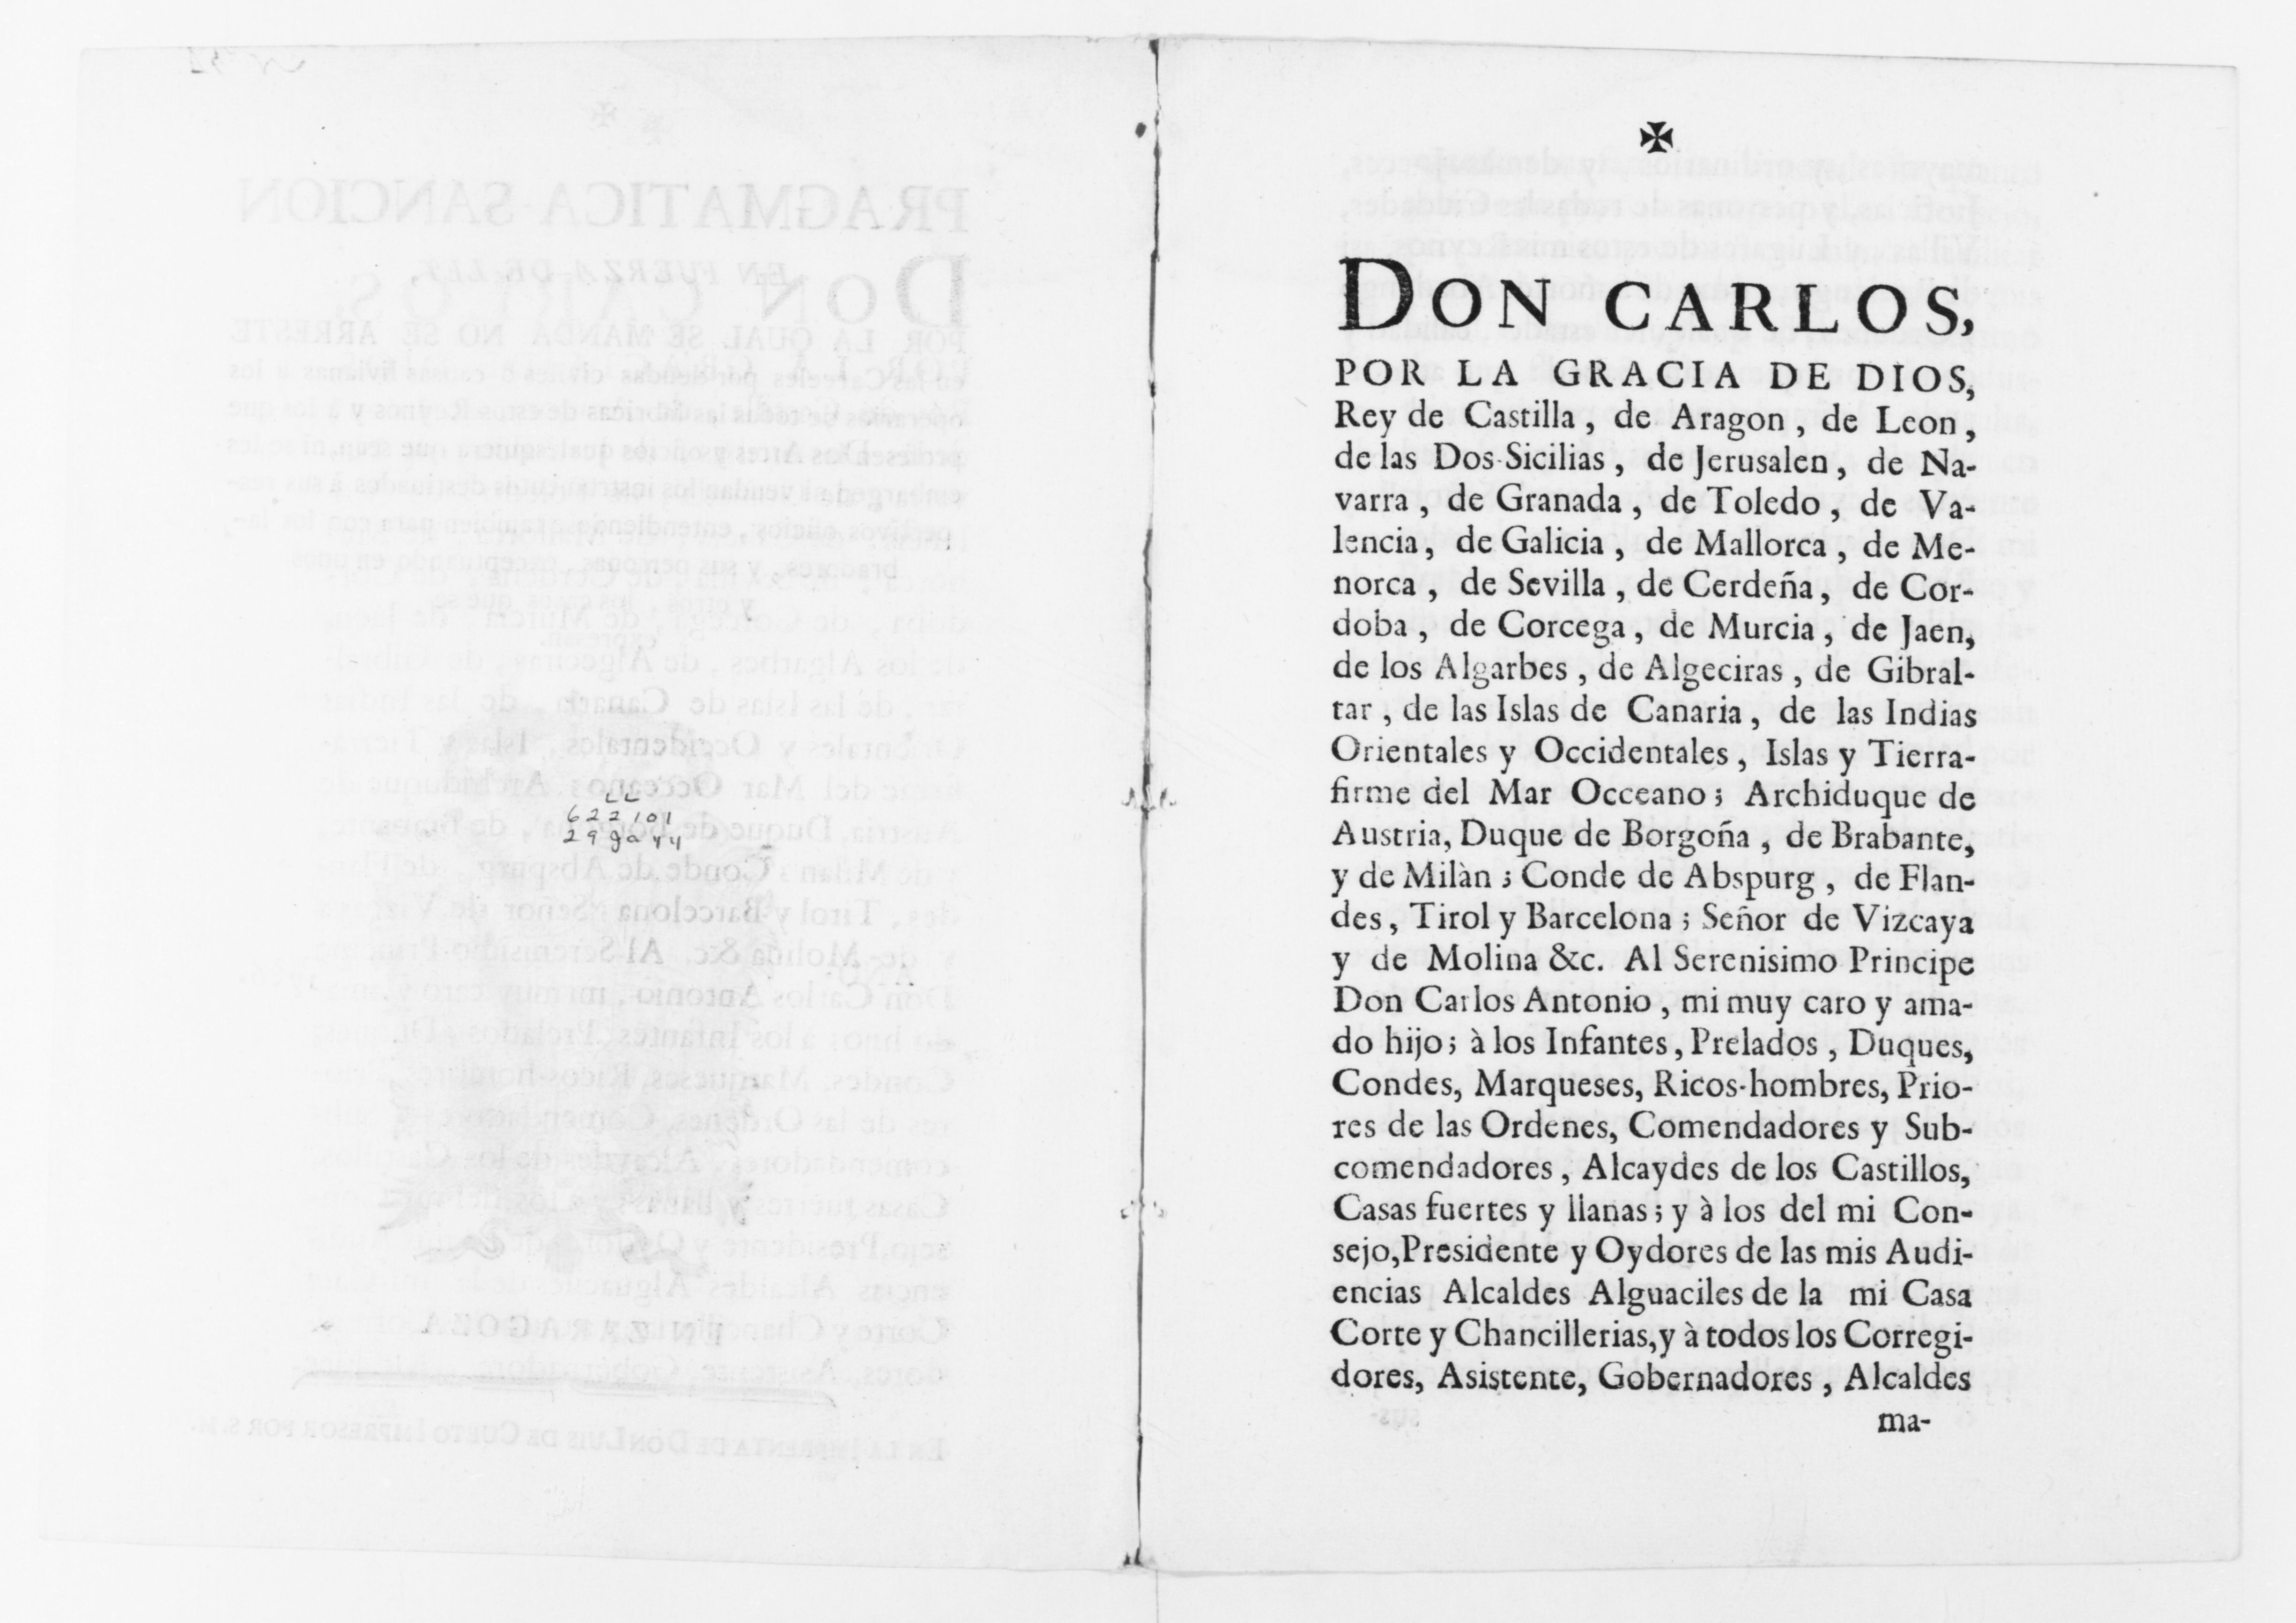 LL
622101
29ga44
✠
DON CARLOS,
POR LA GRACIA DE DIOS,
Rey de Castilla, de Aragon, de Leon,
de las Dos-Sicilias, de Jerusalen, de Na-
varra, de Granada, de Toledo, de Va-
lencia, de Galicia, de Mallorca, de Me-
norca, de Sevilla, de Cerdeña, de Cor-
doba, de Corcega, de Murcia, de Jaen,
de los Algarbes, de Algeciras, de Gibral-
tar, de las Islas de Canaria, de las Indias
Orientales y Occidentales, Islas y Tierra-
firme del Mar Occeano; Archiduque de
Austria, Duque de Borgoña, de Brabante,
y de Milàn; Conde de Abspurg, de Flan-
des, Tirol y Barcelona; Señor de Vizcaya
y de Molina &c. Al Serenisimo Principe
Don Carlos Antonio, mi muy caro y ama-
do hijo; à los Infantes, Prelados, Duques,
Condes, Marqueses, Ricos-hombres, Prio-
res de las Ordenes, Comendadores y Sub-
comendadores, Alcaydes de los Castillos,
Casas fuertes y llanas; y à los del mi Con-
sejo, Presidente y Oydores de las mis Audi-
encias Alcaldes Alguaciles de la mi Casa
Corte y Chancillerias, y à todos los Corregi-
dores, Asistente, Gobernadores, Alcaldes
ma-